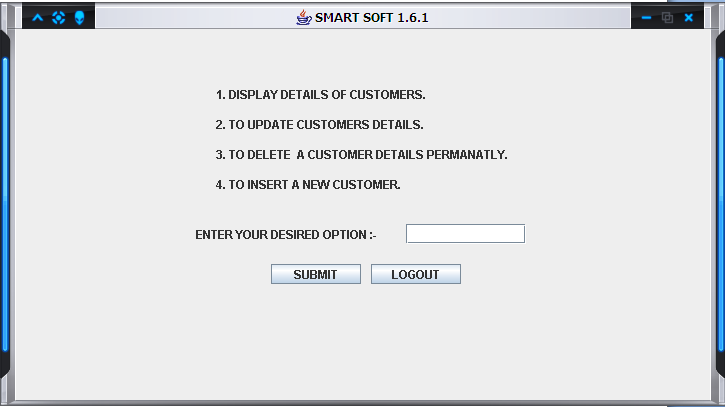 SMART SOFT 1.6.1
1. DISPLAY DETAILS OF CUSTOMERS.
2. TO UPDATE CUSTOMERS DETAILS.
3. TO DELETE  A CUSTOMER DETAILS PERMANATLY.
4. TO INSERT A NEW CUSTOMER.
ENTER YOUR DESIRED OPTION :-
SUBMIT LOGOUT